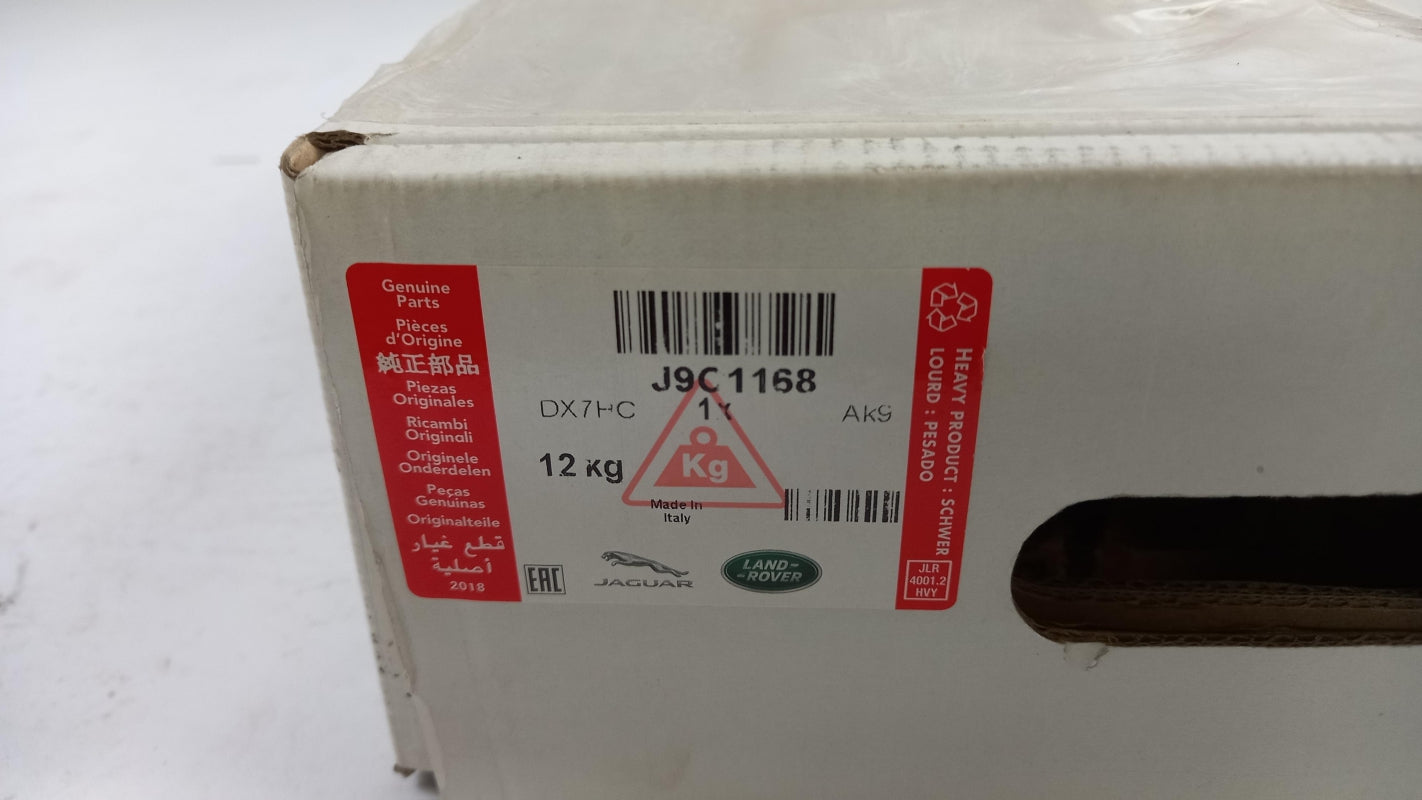 Genuine
Parts
Pièces
d'Origine
純正部品
Piezas
Originales
Ricambi
Originali
Originele
Onderdelen
Peças
Genuínas
Originalteile
قطع غيار
أصلية
2018
J9C1168
DX7HC
1x
Ak9
12 kg
Kg
Made In
Italy
EAC
JAGUAR
LAND-
-ROVER
HEAVY PRODUCT : SCHWER
LOURD : PESADO
JLR
4001.2
HVY